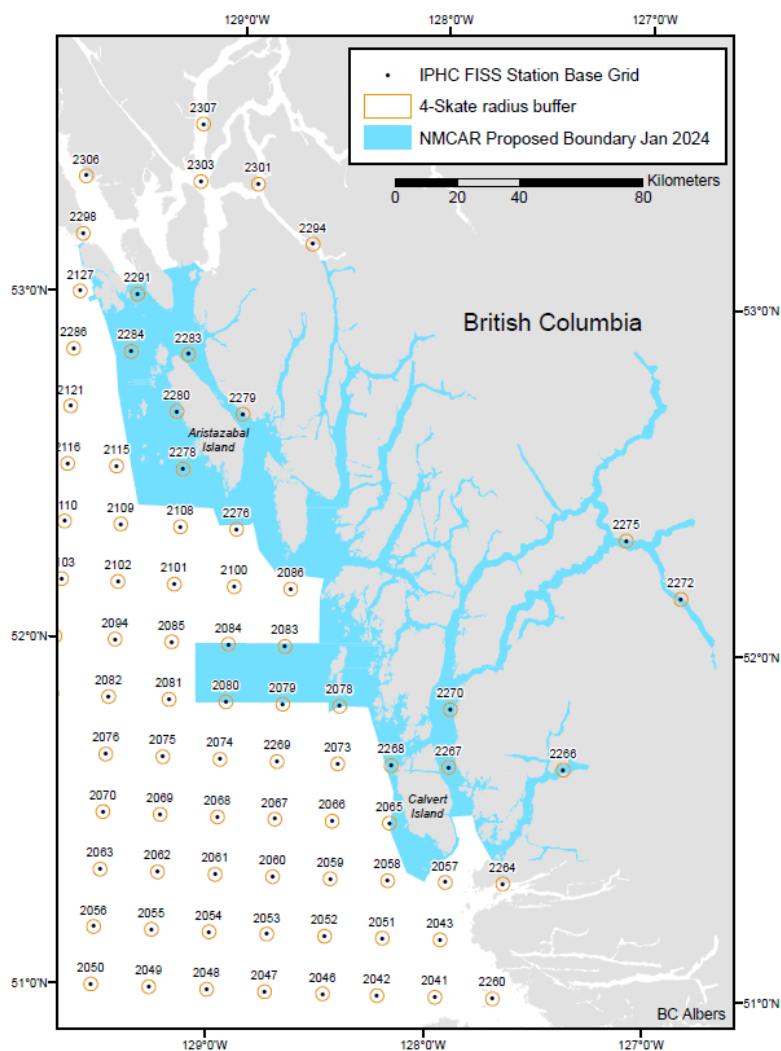 129°0'W 128°0'W 127°0'W
IPHC FISS Station Base Grid
4-Skate radius buffer
NMCAR Proposed Boundary Jan 2024
Kilometers
0 20 40 80
2307
2306 2303 2301
2298 2294
53°0'N 2127 2291 53°0'N
British Columbia
2286 2284 2283
2121 2280 2279
Aristazabal
Island
2116 2115 2278
110 2109 2108 2276
2275
103 2102 2101 2100 2086
2272
52°0'N 2094 2085 2084 2083
52°0'N
2082 2081 2080 2079 2078 2270
2076 2075 2074 2269 2073 2268 2267 2266
2070 2069 2068 2067 2066 2065
Calvert
Island
2063 2062 2061 2060 2059 2058 2057 2264
2056 2055 2054 2053 2052 2051 2043
51°0'N 2050 2049 2048 2047 2046 2042 2041 2260 51°0'N
BC Albers
129°0'W 128°0'W 127°0'W